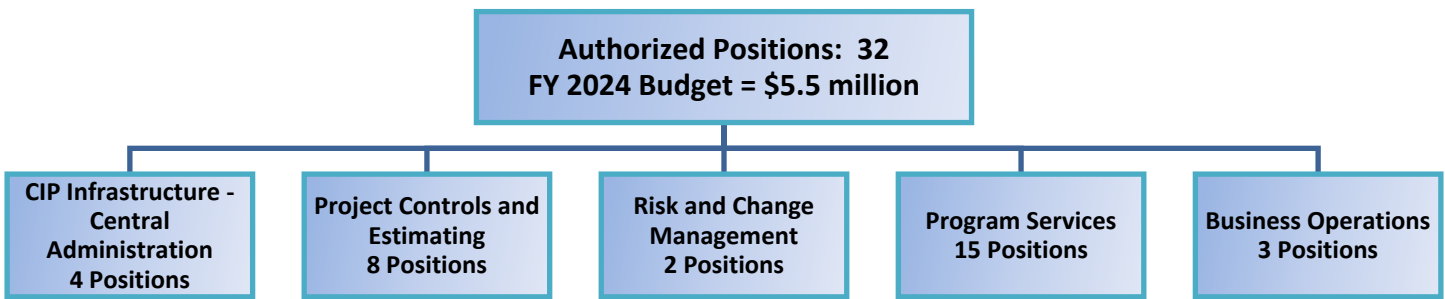 Authorized Positions: 32
FY 2024 Budget = $5.5 million
CIP Infrastructure -
Central
Administration
4 Positions
Project Controls and
Estimating
8 Positions
Risk and Change
Management
2 Positions
Program Services
15 Positions
Business Operations
3 Positions